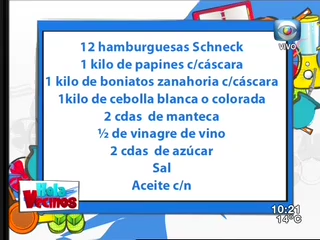 12 hamburguesas Schneck
1 kilo de papines c/cáscara
1 kilo de boniatos zanahoria c/cáscara
1kilo de cebolla blanca o colorada
2 cdas  de manteca
½ de vinagre de vino
2 cdas  de azúcar
Sal
Aceite c/n
VIVO
Hola
Vecinos
10:21
14°C